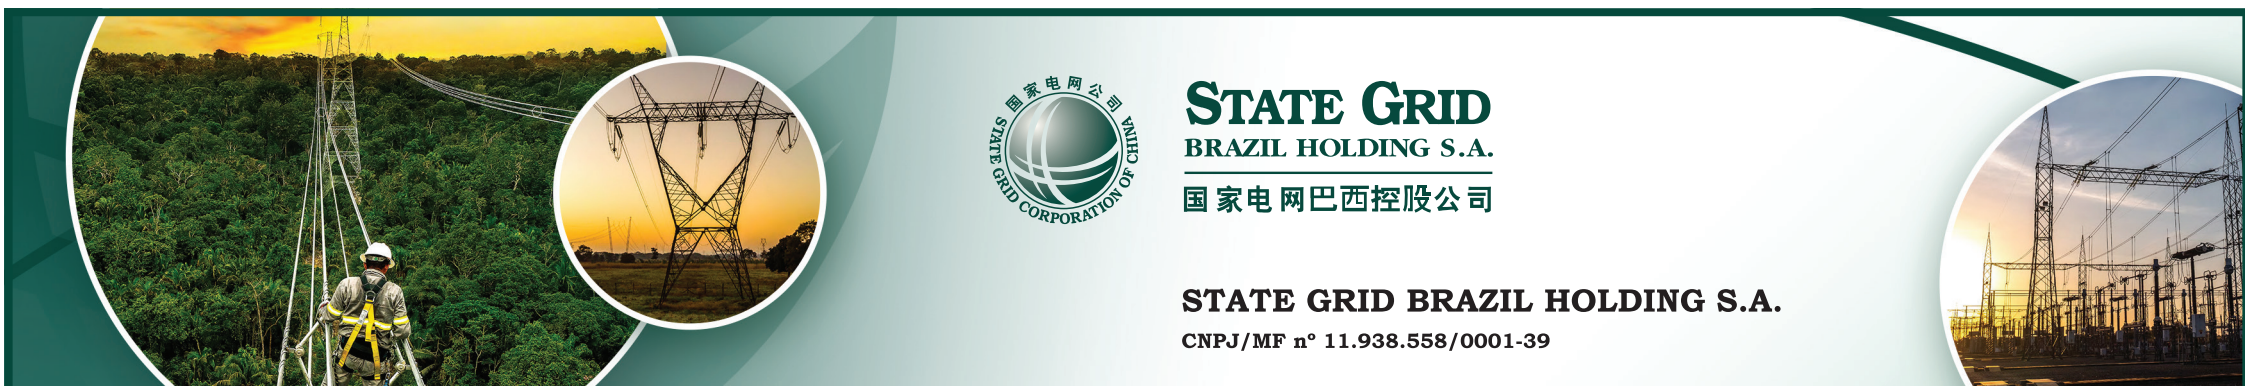 国家电网公司
STATE GRID CORPORATION OF CHINA
STATE GRID
BRAZIL HOLDING S.A.
国家电网巴西控股公司
STATE GRID BRAZIL HOLDING S.A.
CNPJ/MF nº 11.938.558/0001-39